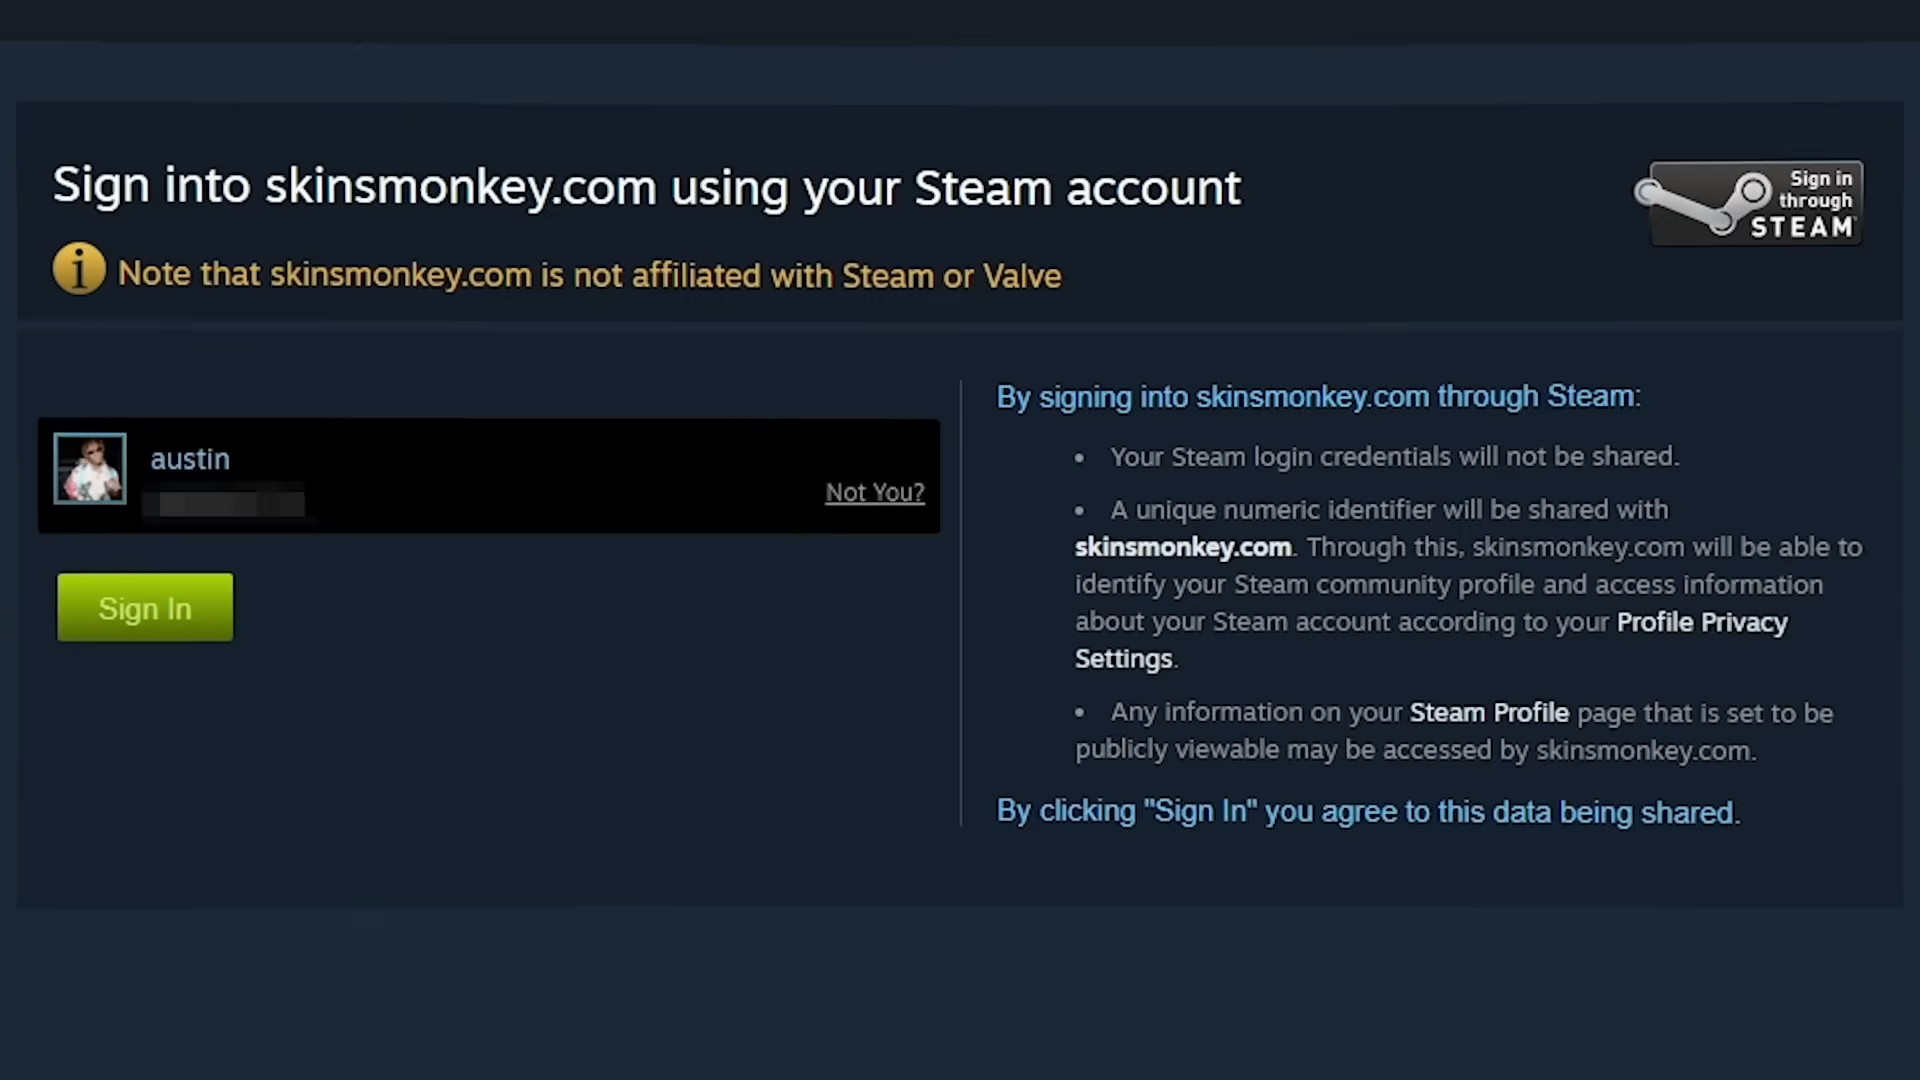 Sign into skinsmonkey.com using your Steam account
Sign in
through
STEAM
Note that skinsmonkey.com is not affiliated with Steam or Valve
austin
Not You?
Sign In
By signing into skinsmonkey.com through Steam:
• Your Steam login credentials will not be shared.
• A unique numeric identifier will be shared with
skinsmonkey.com. Through this, skinsmonkey.com will be able to
identify your Steam community profile and access information
about your Steam account according to your Profile Privacy
Settings.
• Any information on your Steam Profile page that is set to be
publicly viewable may be accessed by skinsmonkey.com.
By clicking "Sign In" you agree to this data being shared.